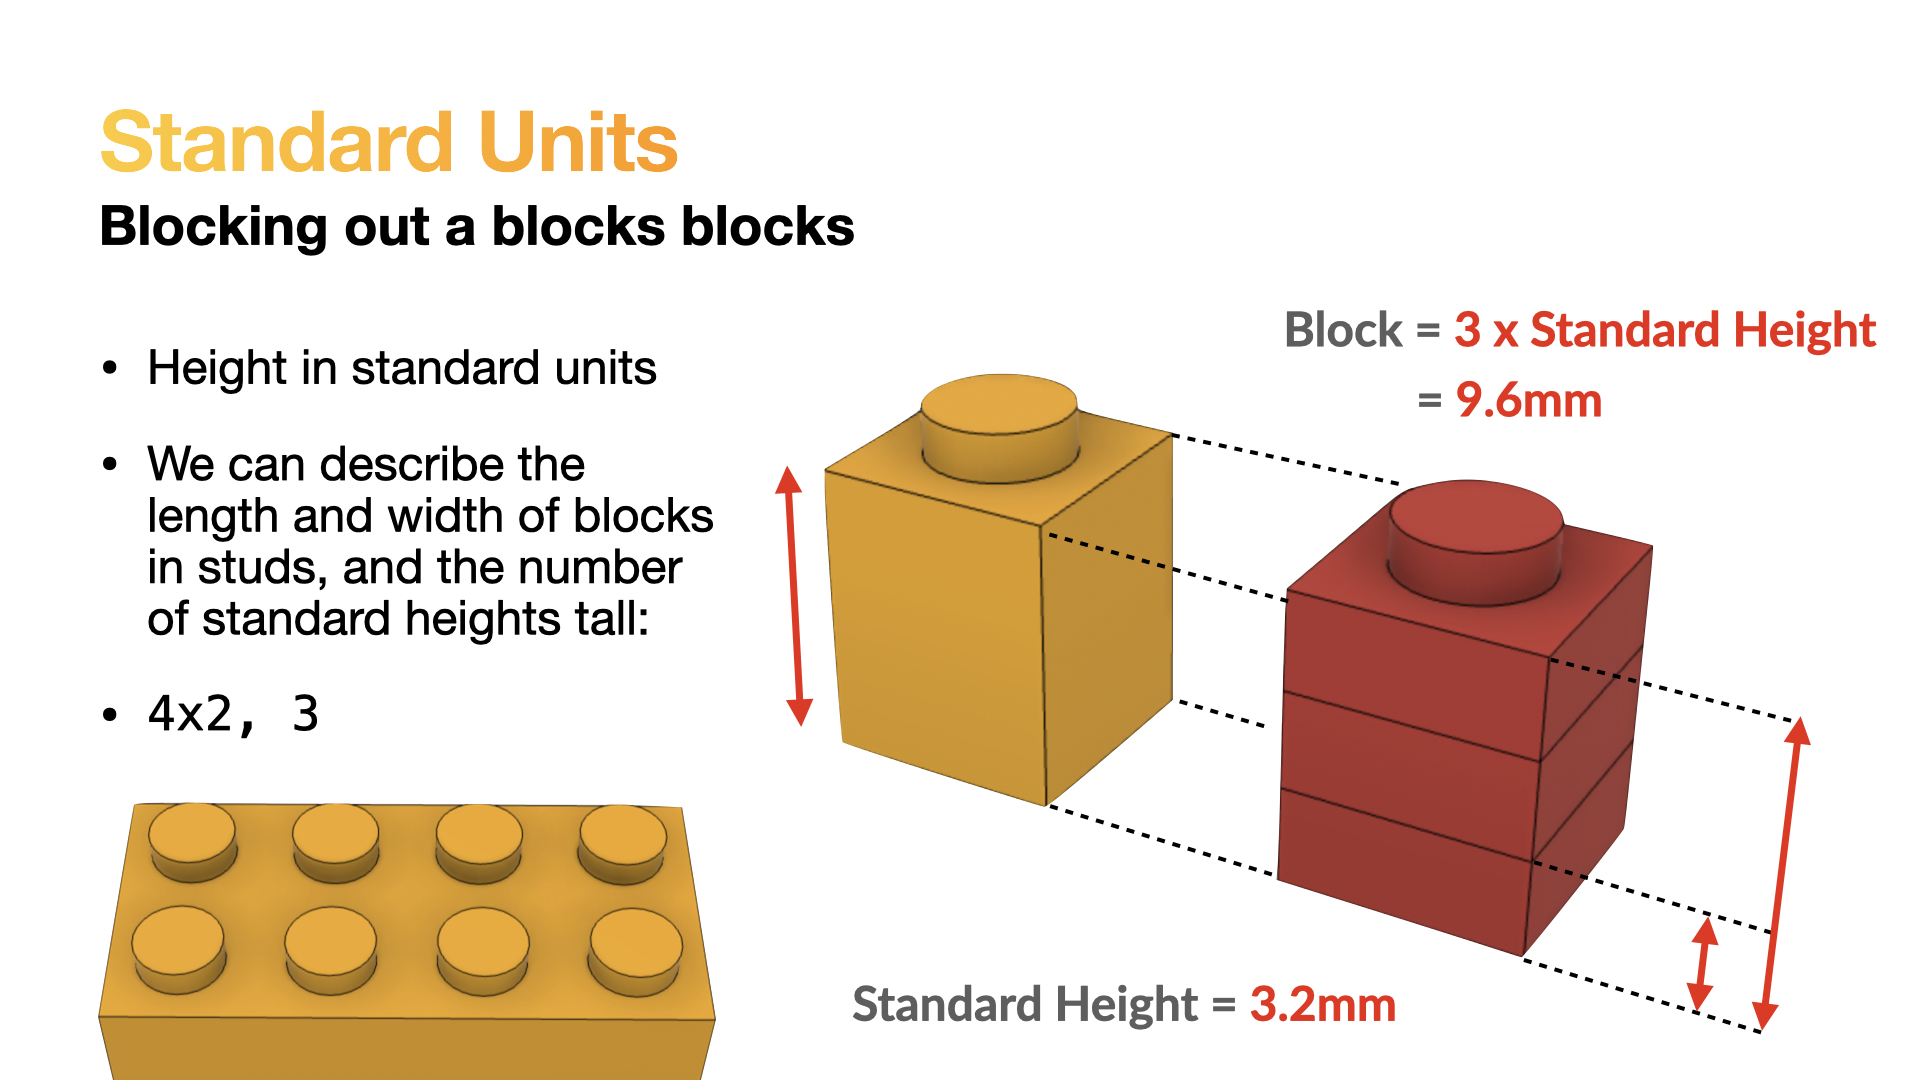 Standard Units
Blocking out a blocks blocks
• Height in standard units
• We can describe the
length and width of blocks
in studs, and the number
of standard heights tall:
• 4x2, 3
Block = 3 x Standard Height
= 9.6mm
Standard Height = 3.2mm